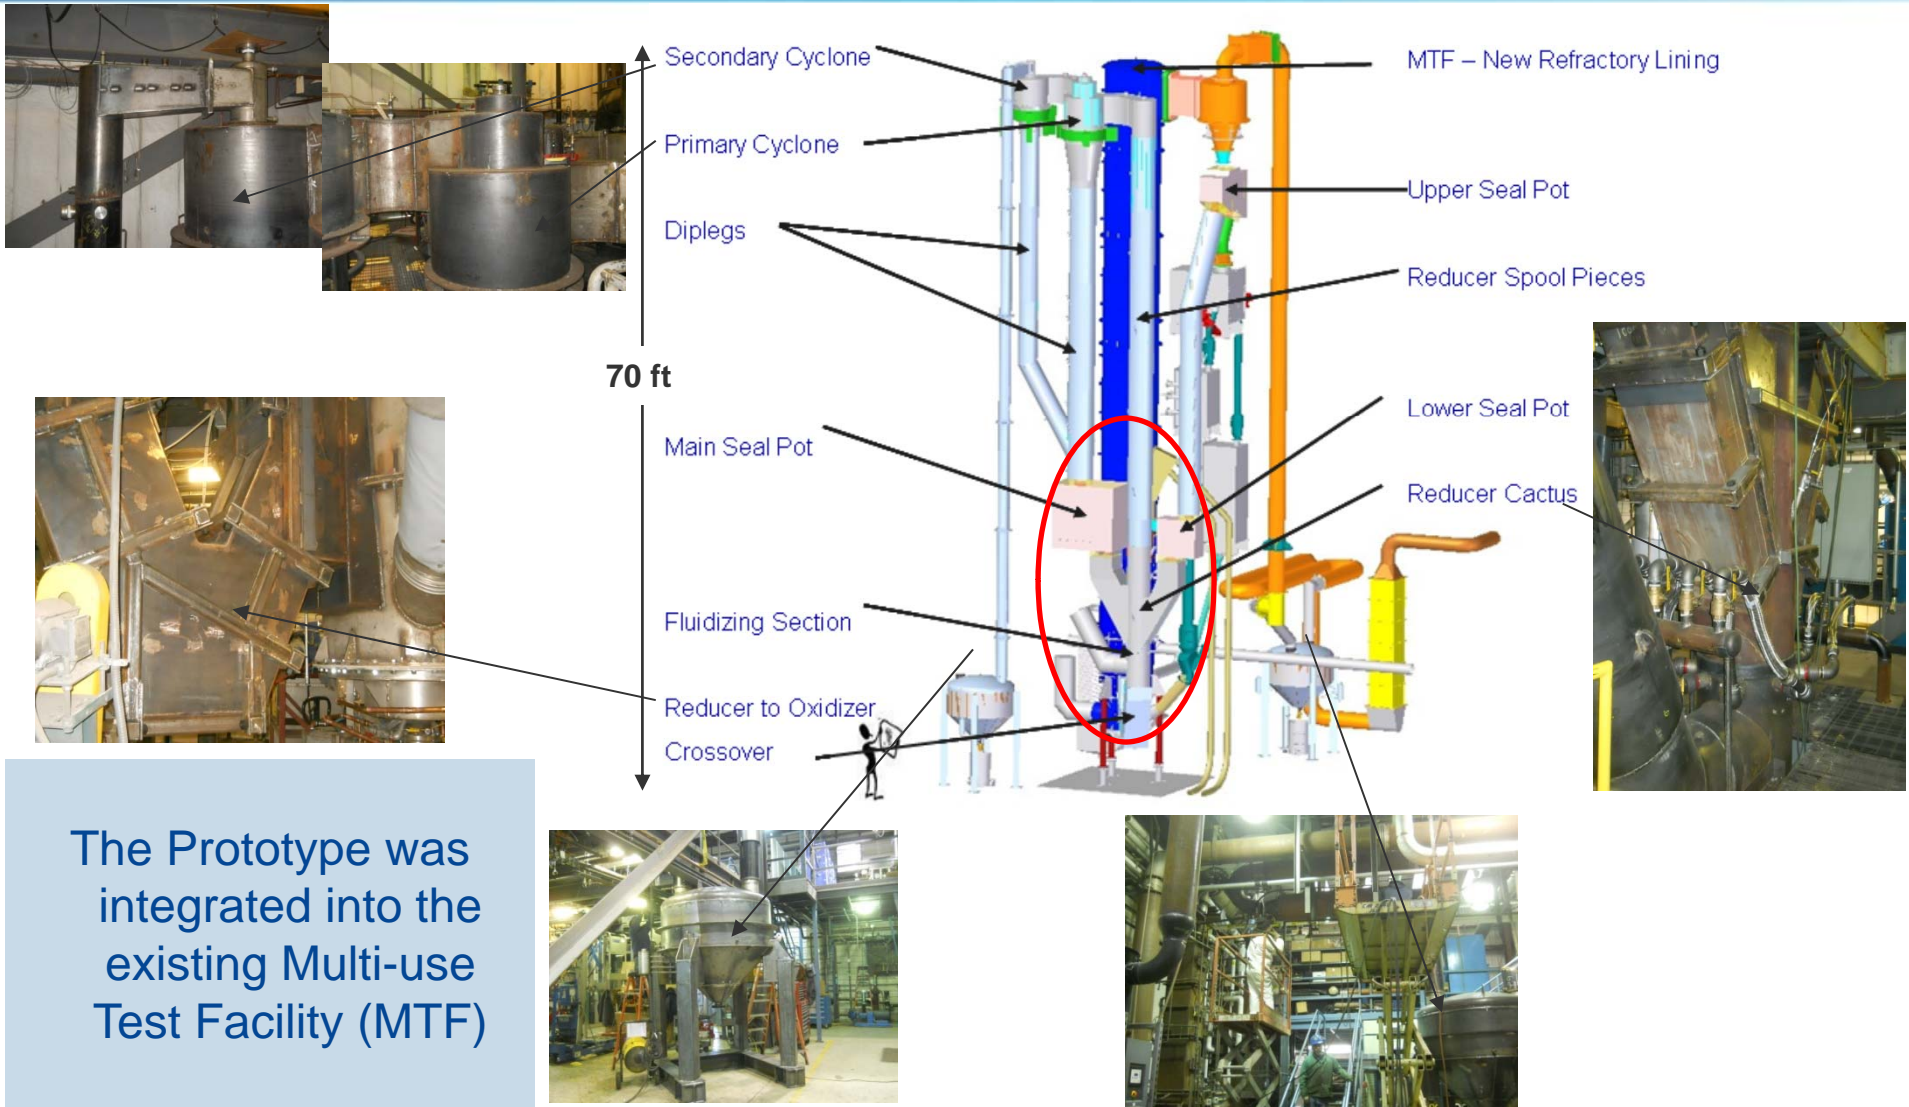 Secondary Cyclone
Primary Cyclone
Diplegs
70 ft
Main Seal Pot
Fluidizing Section
Reducer to Oxidizer
Crossover
MTF – New Refractory Lining
Upper Seal Pot
Reducer Spool Pieces
Lower Seal Pot
Reducer Cactus
The Prototype was
integrated into the
existing Multi-use
Test Facility (MTF)